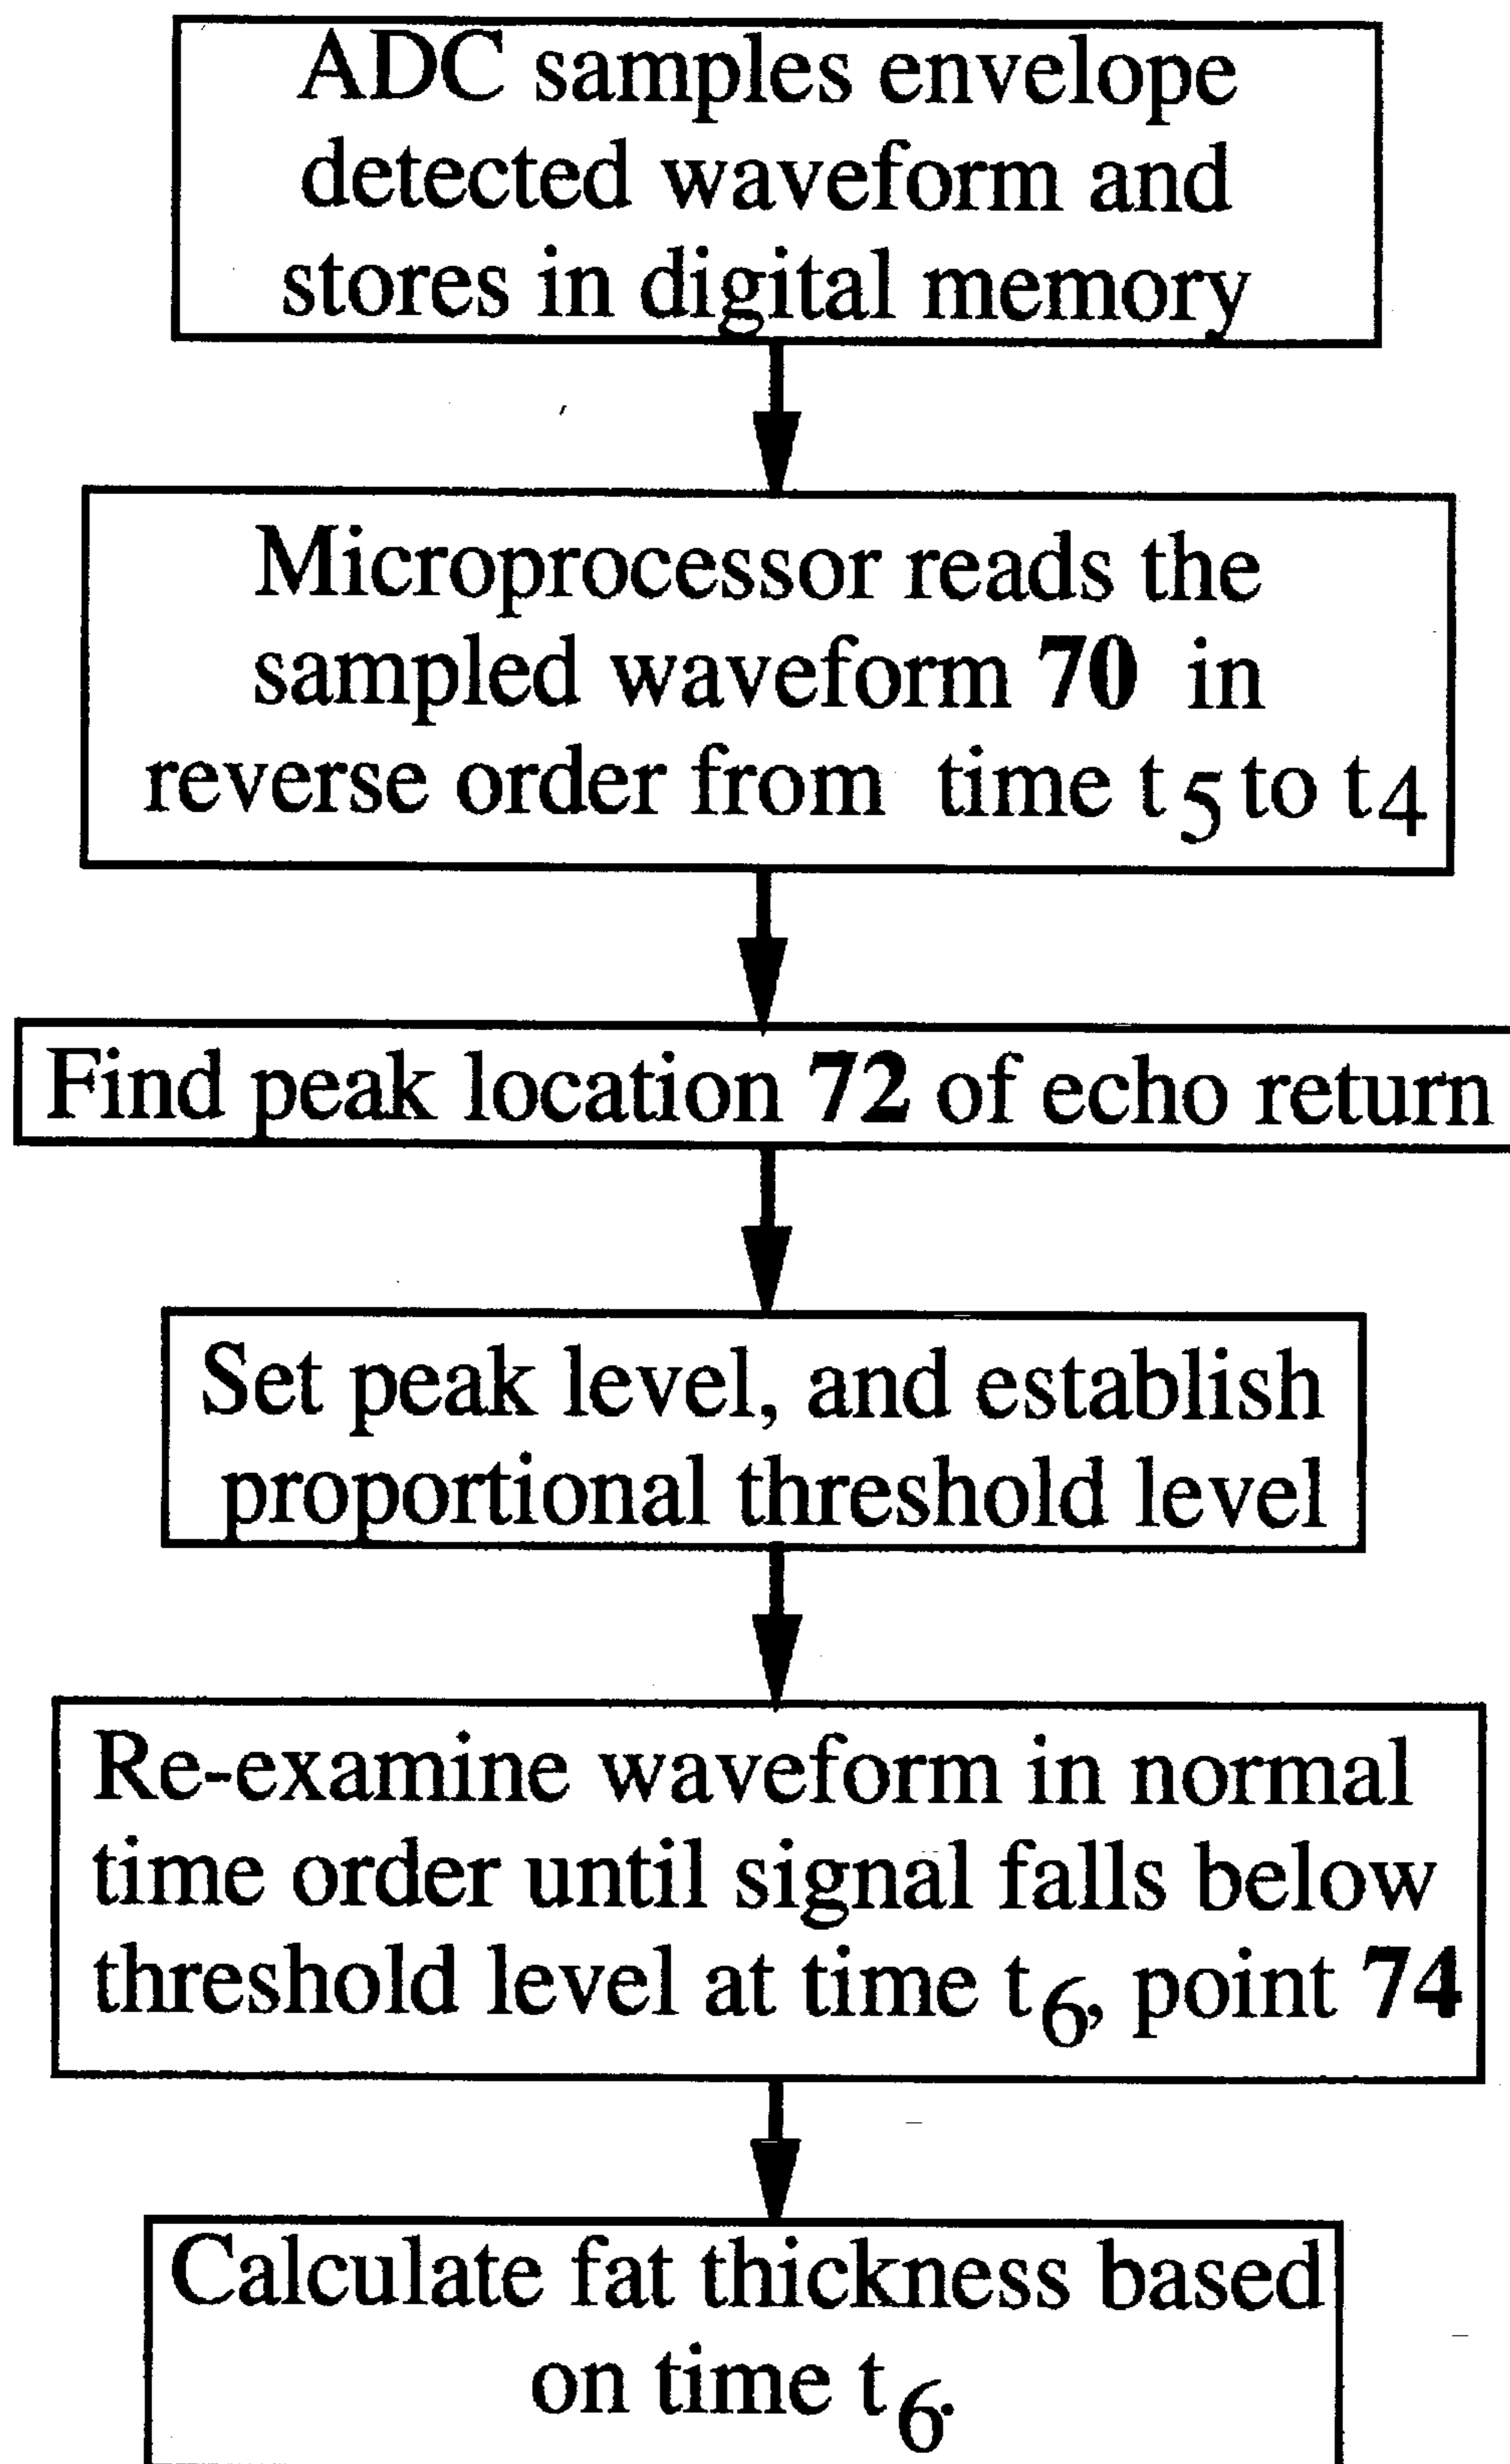 ADC samples envelope
detected waveform and
stores in digital memory
Microprocessor reads the
sampled waveform 70 in
reverse order from time t5 to t4
Find peak location 72 of echo return
Set peak level, and establish
proportional threshold level
Re-examine waveform in normal
time order until signal falls below
threshold level at time t6, point 74
Calculate fat thickness based
on time t6.